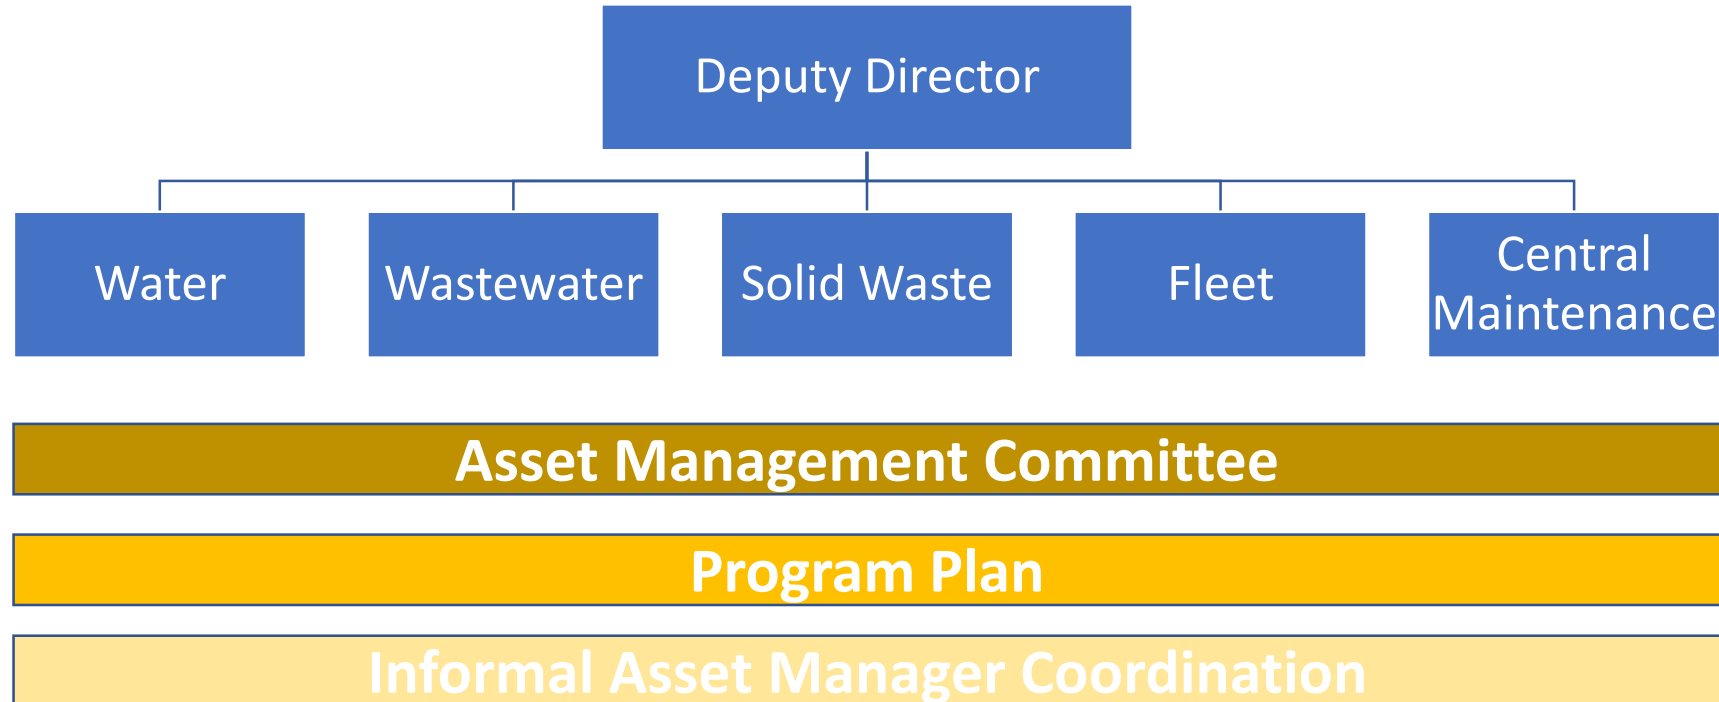 Deputy Director
Water
Wastewater
Solid Waste
Fleet
Central
Maintenance
Asset Management Committee
Program Plan
Informal Asset Manager Coordination